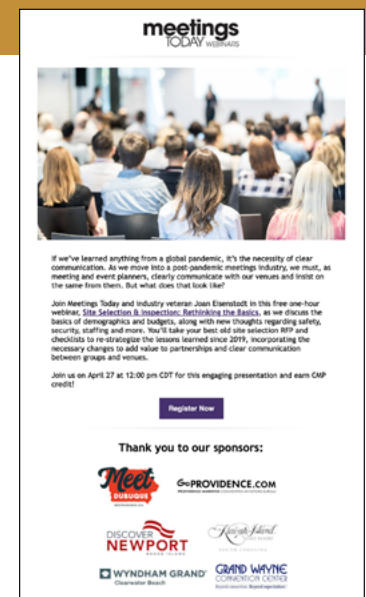 meetings
TODAY WEBINARS
If we've learned anything from a global pandemic, it's the necessity of clear
communication. As we move into a post-pandemic meetings industry, we must, as
meeting and event planners, clearly communicate with our venues and insist on
the same from them. But what does that look like?
Join Meetings Today and industry veteran Joan Eisenstodt in this free one-hour
webinar, Site Selection & Inspection: Rethinking the Basics, as we discuss the
basics of demographics and budgets, along with new thoughts regarding safety,
security, staffing and more. You'll take your best old site selection RFP and
checklists to re-strategize the lessons learned since 2019, incorporating the
necessary changes to add value to partnerships and clear communication
between groups and venues.
Join us on April 27 at 12:00 pm CDT for this engaging presentation and earn CMP
credit!
Register Now
Thank you to our sponsors:
Meet
DUBUQUE
GoPROVIDENCE.COM
DISCOVER
NEWPORT
RHODE ISLAND
Kiawah Island
GOLF RESORT
SOUTH CAROLINA
WYNDHAM GRAND
Clearwater Beach
GRAND WAYNE
CONVENTION CENTER